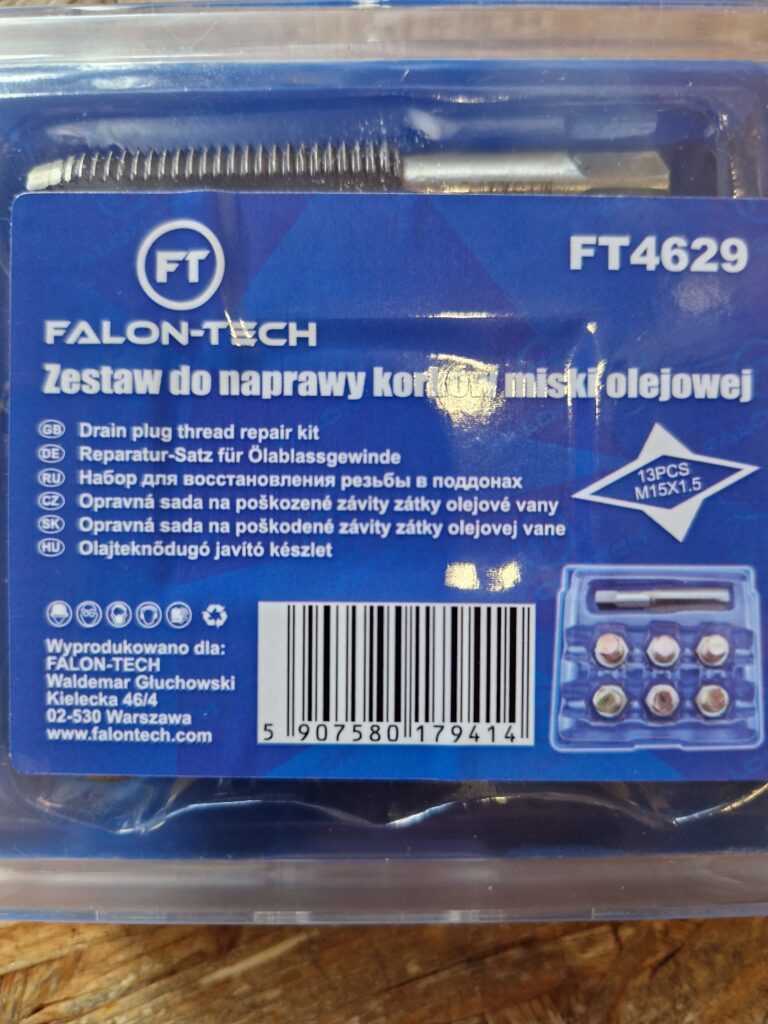 FT
FT4629
FALON-TECH
Zestaw do naprawy korków miski olejowej
GB Drain plug thread repair kit
DE Reparatur-Satz für Ölablassgewinde
RU Набор для восстановления резьбы в поддонах
CZ Opravná sada na poškozené závity zátky olejové vany
SK Opravná sada na poškodené závity zátky olejovej vane
HU Olajteknődugó javító készlet
13PCS
M15X1.5
Wyprodukowano dla:
FALON-TECH
Waldemar Głuchowski
Kielecka 46/4
02-530 Warszawa
www.falontech.com
5 907580 179414